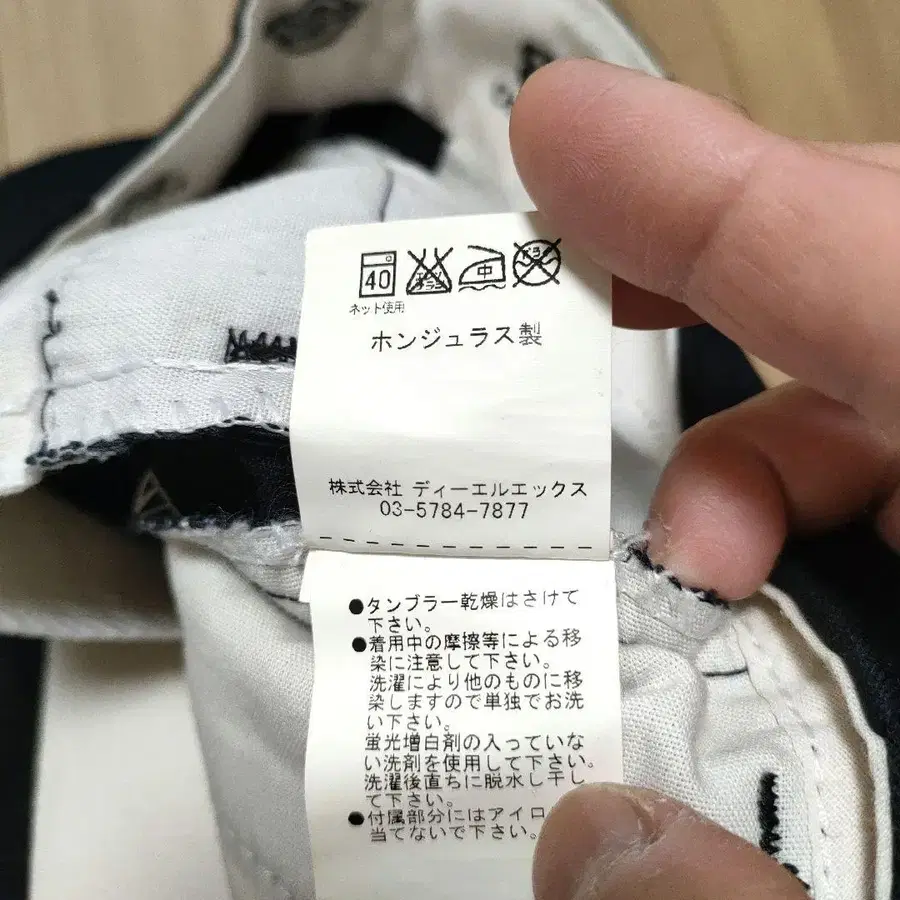 40
中
ネット使用
ホンジュラス製
株式会社 ディーエルエックス
03-5784-7877
●タンブラー乾燥はさけて
下さい。
●着用中の摩擦等による移
染に注意して下さい。
洗濯により他のものに移
染しますので単独でお洗
い下さい。
蛍光増白剤の入っていな
い洗剤を使用して下さい。
洗濯後直ちに脱水し干し
て下さい。
●付属部分にはアイロ
当てないで下さい。